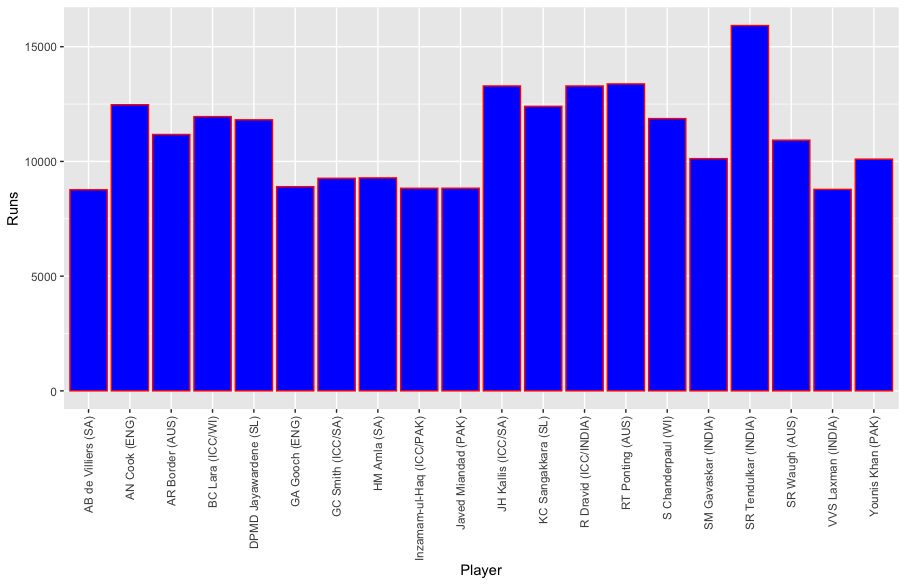 15000
10000
5000
0
Runs
AB de Villiers (SA)
AN Cook (ENG)
AR Border (AUS)
BC Lara (ICC/WI)
DPMD Jayawardene (SL)
GA Gooch (ENG)
GC Smith (ICC/SA)
HM Amla (SA)
Inzamam-ul-Haq (ICC/PAK)
Javed Miandad (PAK)
JH Kallis (ICC/SA)
KC Sangakkara (SL)
R Dravid (ICC/INDIA)
RT Ponting (AUS)
S Chanderpaul (WI)
SM Gavaskar (INDIA)
SR Tendulkar (INDIA)
SR Waugh (AUS)
VVS Laxman (INDIA)
Younis Khan (PAK)
Player